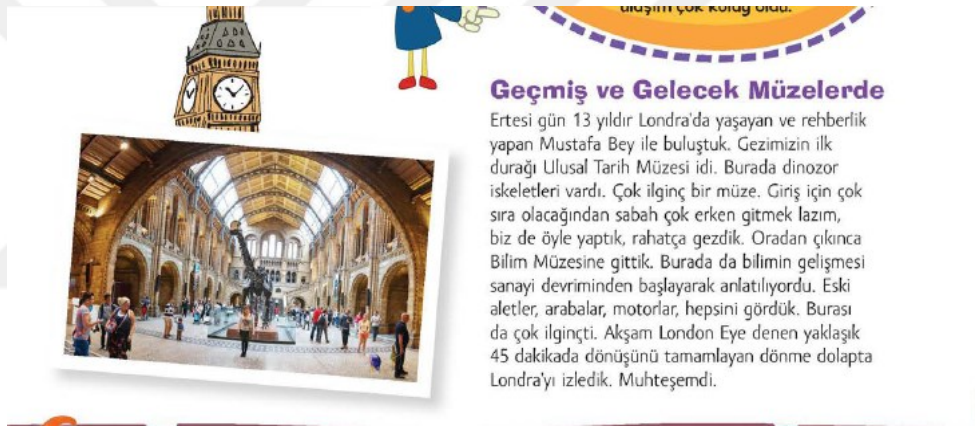 ulaşım çok kolay oldu.
Geçmiş ve Gelecek Müzelerde
Ertesi gün 13 yıldır Londra'da yaşayan ve rehberlik
yapan Mustafa Bey ile buluştuk. Gezimizin ilk
durağı Ulusal Tarih Müzesi idi. Burada dinozor
iskeletleri vardı. Çok ilginç bir müze. Giriş için çok
sıra olacağından sabah çok erken gitmek lazım,
biz de öyle yaptık, rahatça gezdik. Oradan çıkınca
Bilim Müzesine gittik. Burada da bilimin gelişmesi
sanayi devriminden başlayarak anlatılıyordu. Eski
aletler, arabalar, motorlar, hepsini gördük. Burası
da çok ilginçti. Akşam London Eye denen yaklaşık
45 dakikada dönüşünü tamamlayan dönme dolapta
Londra'yı izledik. Muhteşemdi.